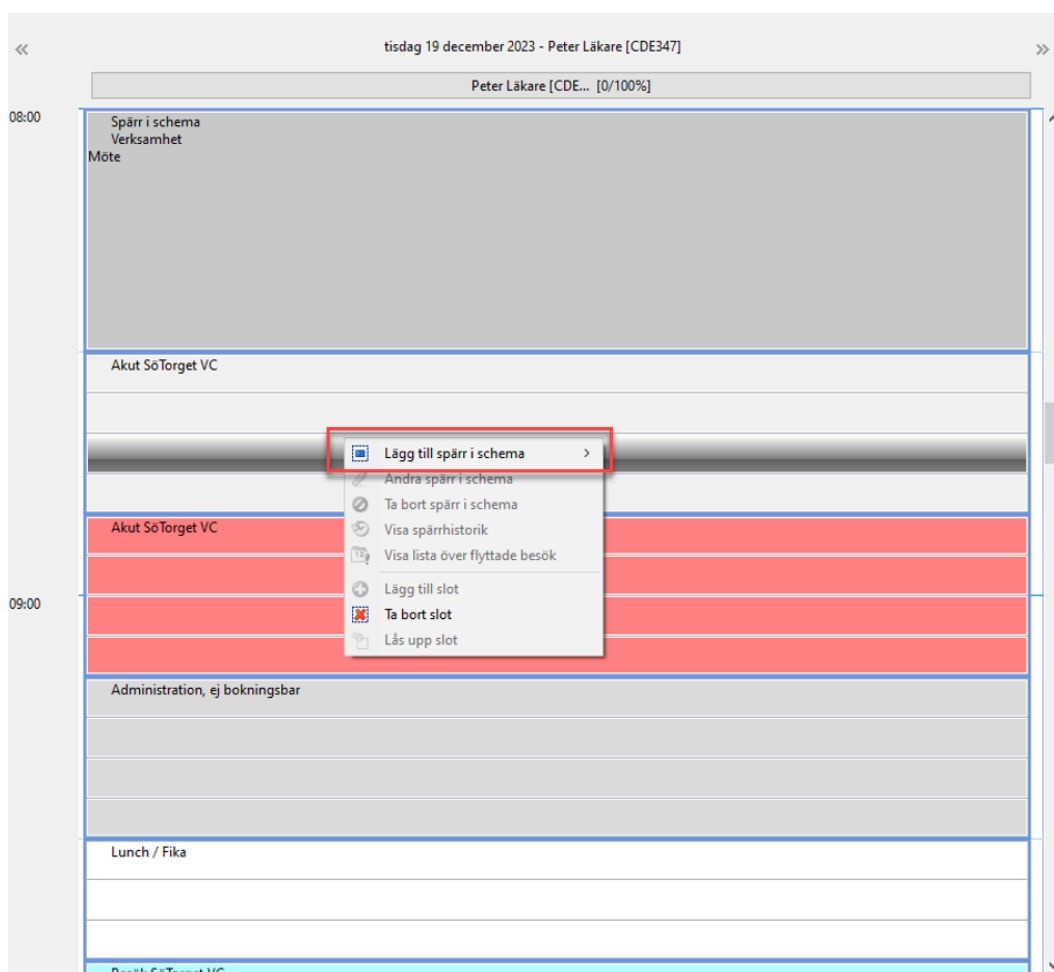 tisdag 19 december 2023 - Peter Läkare [CDE347]
Peter Läkare [CDE... [0/100%]
08:00
Spärr i schema
Verksamhet
Möte
Akut SöTorget VC
Lägg till spärr i schema
Ändra spärr i schema
Ta bort spärr i schema
Akut SöTorget VC
Visa spärrhistorik
Visa lista över flyttade besök
Lägg till slot
09:00
Ta bort slot
Lås upp slot
Administration, ej bokningsbar
Lunch / Fika
Besök SöTorget VC